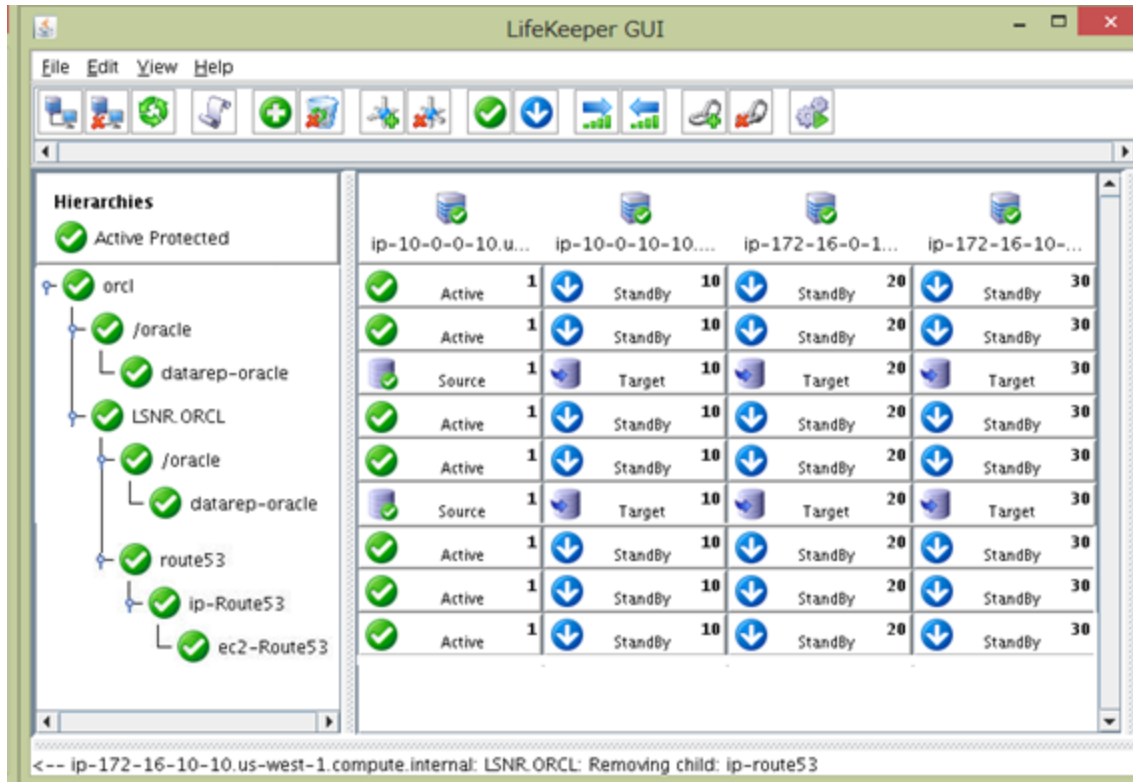 LifeKeeper GUI
File Edit View Help
Hierarchies
Active Protected
ip-10-0-0-10.u... ip-10-0-10-10.... ip-172-16-0-1... ip-172-16-10-...
orcl Active 1 StandBy 10 StandBy 20 StandBy 30
/oracle Active 1 StandBy 10 StandBy 20 StandBy 30
datarep-oracle Source 1 Target 10 Target 20 Target 30
LSNR.ORCL Active 1 StandBy 10 StandBy 20 StandBy 30
/oracle Active 1 StandBy 10 StandBy 20 StandBy 30
datarep-oracle Source 1 Target 10 Target 20 Target 30
route53 Active 1 StandBy 10 StandBy 20 StandBy 30
ip-Route53 Active 1 StandBy 10 StandBy 20 StandBy 30
ec2-Route53 Active 1 StandBy 10 StandBy 20 StandBy 30
<-- ip-172-16-10-10.us-west-1.compute.internal: LSNR.ORCL: Removing child: ip-route53